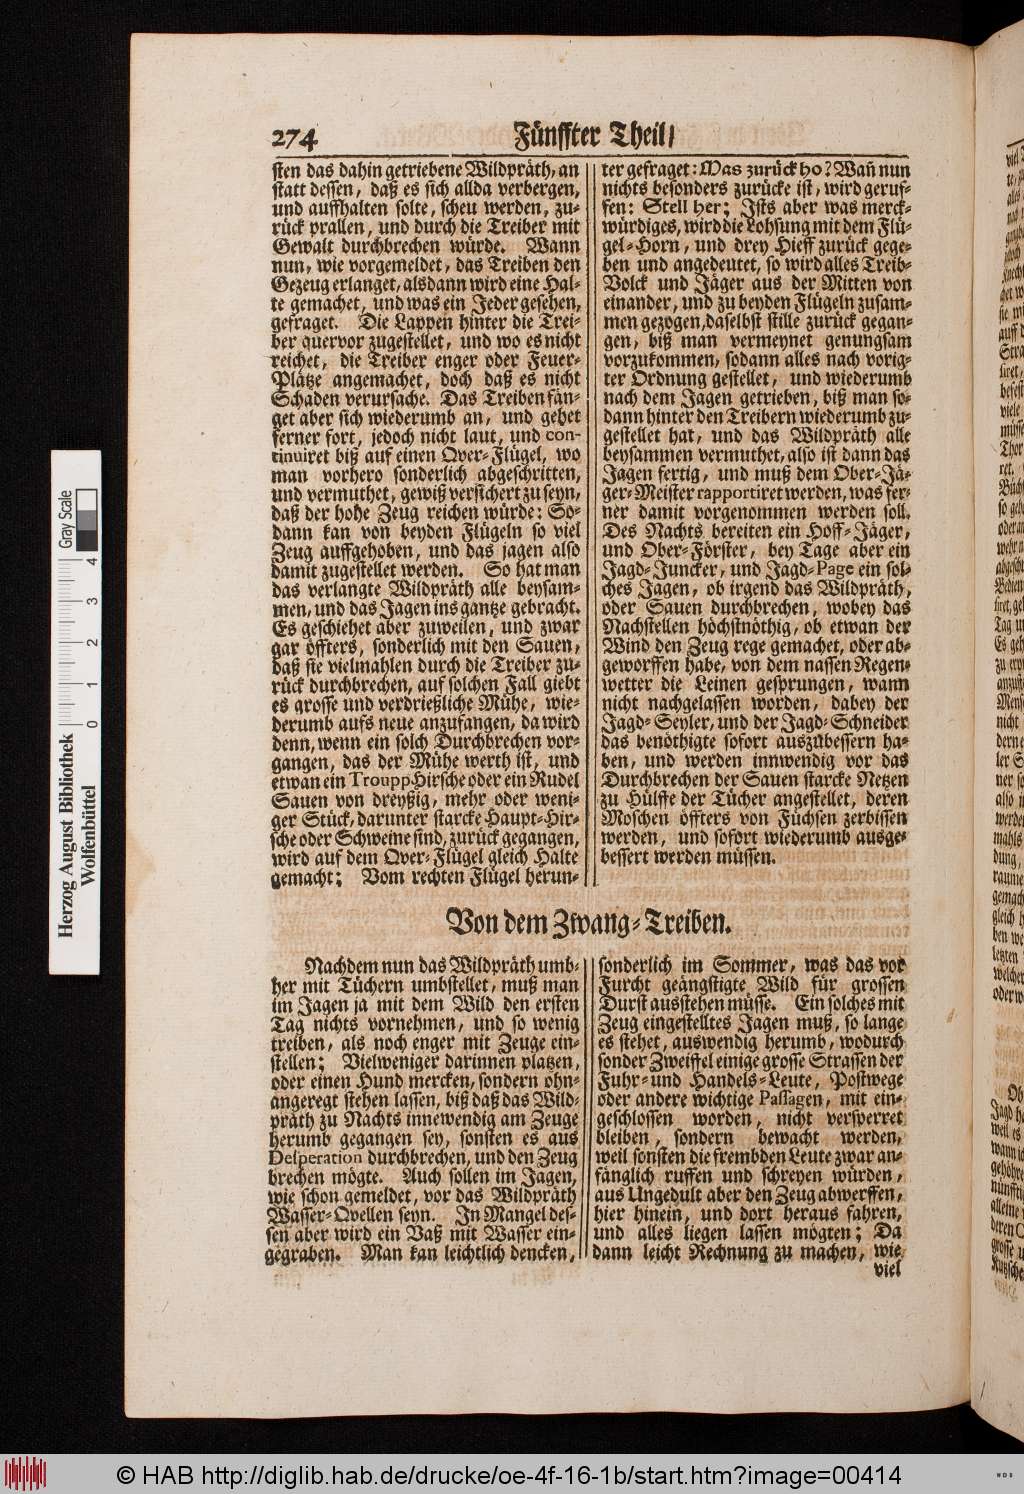 274 Fünffter Theil/
sten das dahin getriebene Wildpräth, an
statt dessen, daß es sich allda verbergen,
und auffhalten solte, scheu werden, zu-
rück prallen, und durch die Treiber mit
Gewalt durchbrechen würde. Wann
nun, wie vorgemeldet, das Treiben den
Gezeug erlanget, alsdann wird eine Hal-
te gemachet, und was ein Jeder gesehen,
gefraget. Die Lappen hinter die Trei-
ber quervor zugestellet, und wo es nicht
reichet, die Treiber enger oder Feuer-
Plätze angemachet, doch daß es nicht
Schaden verursache. Das Treiben fän-
get aber sich wiederumb an, und gehet
ferner fort, jedoch nicht laut, und con-
tinuiret biß auf einen Qver-Flügel, wo
man vorhero sonderlich abgeschritten,
und vermuthet, gewiß versichert zu seyn,
daß der hohe Zeug reichen würde: So-
dann kan von beyden Flügeln so viel
Zeug auffgehoben, und das jagen also
damit zugestellet werden. So hat man
das verlangte Wildpräth alle beysam-
men, und das Jagen ins gantze gebracht.
Es geschiehet aber zuweilen, und zwar
gar öffters, sonderlich mit den Sauen,
daß sie vielmahlen durch die Treiber zu-
rück durchbrechen, auf solchen Fall giebt
es grosse und verdrießliche Mühe, wie-
derumb aufs neue anzufangen, da wird
denn, wenn ein solch Durchbrechen vor-
gangen, das der Mühe werth ist, und
etwan ein Troupp Hirsche oder ein Rudel
Sauen von dreyßig, mehr oder weni-
ger Stück, darunter starcke Haupt-Hir-
sche oder Schweine sind, zurück gegangen,
wird auf dem Qver-Flügel gleich Halte
gemacht; Vom rechten Flügel herun-
ter gefraget: Was zurück ho? Wañ nun
nichts besonders zurücke ist, wird geruf-
fen: Stell her; Ists aber was merck-
würdiges, wird die Lohsung mit dem Flü-
gel-Horn, und drey Hieff zurück gege-
ben und angedeutet, so wird alles Treib-
Volck und Jäger aus der Mitten von
einander, und zu beyden Flügeln zusam-
men gezogen, daselbst stille zurück gegan-
gen, biß man vermeynet genungsam
vorzukommen, sodann alles nach vorig-
ter Ordnung gestellet, und wiederumb
nach dem Jagen getrieben, biß man so-
dann hinter den Treibern wiederumb zu-
gestellet hat, und das Wildpräth alle
beysammen vermuthet, also ist dann das
Jagen fertig, und muß dem Ober-Jä-
ger-Meister rapportiret werden, was fer-
ner damit vorgenommen werden soll.
Des Nachts bereiten ein Hoff-Jäger,
und Ober-Förster, bey Tage aber ein
Jagd-Juncker, und Jagd-Page ein sol-
ches Jagen, ob irgend das Wildpräth,
oder Sauen durchbrechen, wobey das
Nachstellen höchstnöthig, ob etwan der
Wind den Zeug rege gemachet, oder ab-
geworffen habe, von dem nassen Regen-
wetter die Leinen gesprungen, wann
nicht nachgelassen worden, dabey der
Jagd-Seyler, und der Jagd-Schneider
das benöthigte sofort auszubessern ha-
ben, und werden innwendig vor das
Durchbrechen der Sauen starcke Netzen
zu Hülffe der Tücher angestellet, deren
Moschen öffters von Füchsen zerbissen
werden, und sofort wiederumb ausge-
bessert werden müssen.
Von dem Zwang-Treiben.
Nachdem nun das Wildpräth umb-
her mit Tüchern umbstellet, muß man
im Jagen ja mit dem Wild den ersten
Tag nichts vornehmen, und so wenig
treiben, als noch enger mit Zeuge ein-
stellen; Vielweniger darinnen platzen,
oder einen Hund mercken, sondern ohn-
angeregt stehen lassen, biß daß das Wild-
präth zu Nachts innewendig am Zeuge
herumb gegangen sey, sonsten es aus
Desperation durchbrechen, und den Zeug
brechen mögte. Auch sollen im Jagen,
wie schon gemeldet, vor das Wildpräth
Wasser-Qvellen seyn. In Mangel des-
sen aber wird ein Vaß mit Wasser ein-
gegraben. Man kan leichtlich dencken,
sonderlich im Sommer, was das vor
Furcht geängstigte Wild für grossen
Durst ausstehen müsse. Ein solches mit
Zeug eingestelltes Jagen muß, so lange
es stehet, auswendig herumb, wodurch
sonder Zweiffel einige grosse Strassen der
Fuhr- und Handels-Leute, Postwege
oder andere wichtige Passagen, mit ein-
geschlossen worden, nicht versperret
bleiben, sondern bewacht werden,
weil sonsten die frembden Leute zwar an-
fänglich ruffen und schreyen würden,
aus Ungedult aber den Zeug abwerffen,
hier hinein, und dort heraus fahren,
und alles liegen lassen mögten; Da
dann leicht Rechnung zu machen, wie
viel
Herzog August Bibliothek
Wolfenbüttel
0 1 2 3 4
Gray Scale
© HAB http://diglib.hab.de/drucke/oe-4f-16-1b/start.htm?image=00414